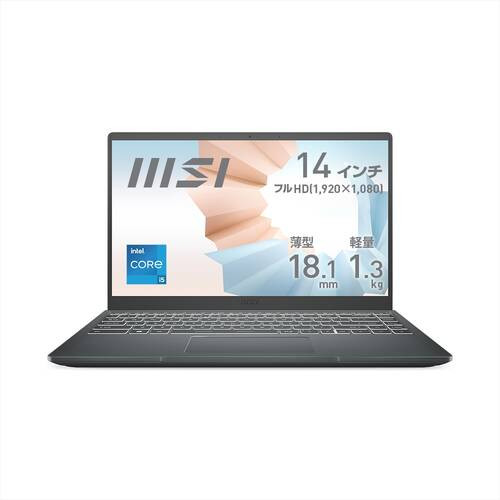 msi
14 インチ
フルHD(1,920×1,080)
薄型 軽量
18.1 mm 1.3 kg
intel
CORE
i5
msi